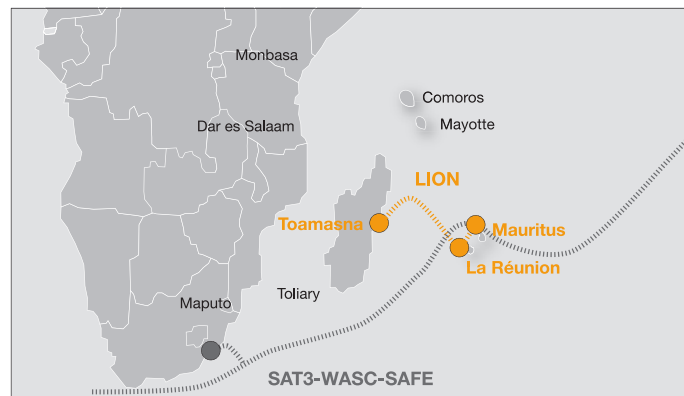 Monbasa
Comoros
Mayotte
Dar es Salaam
LION
Toamasna
Mauritus
La Réunion
Toliary
Maputo
SAT3-WASC-SAFE